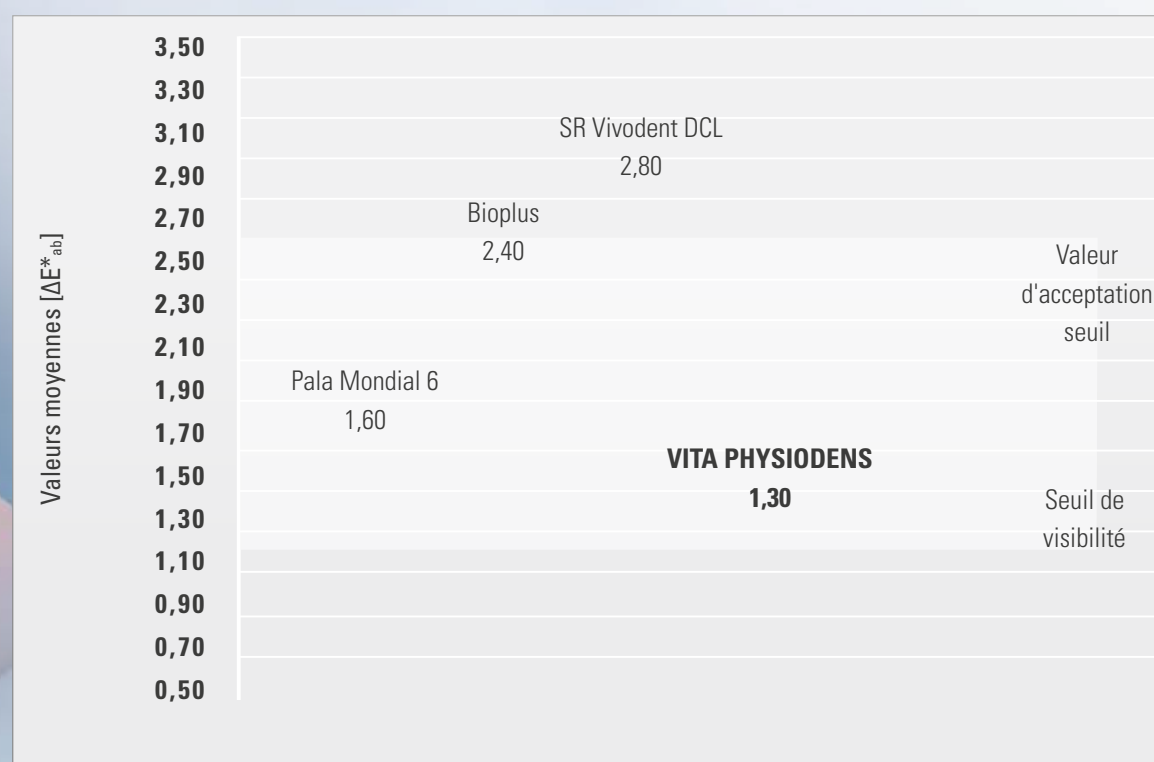 Valeurs moyennes [ΔE*ab]
3,50
3,30
3,10
2,90
2,70
2,50
2,30
2,10
1,90
1,70
1,50
1,30
1,10
0,90
0,70
0,50
SR Vivodent DCL
2,80
Bioplus
2,40
Valeur
d'acceptation
seuil
Pala Mondial 6
1,60
VITA PHYSIODENS
1,30
Seuil de
visibilité